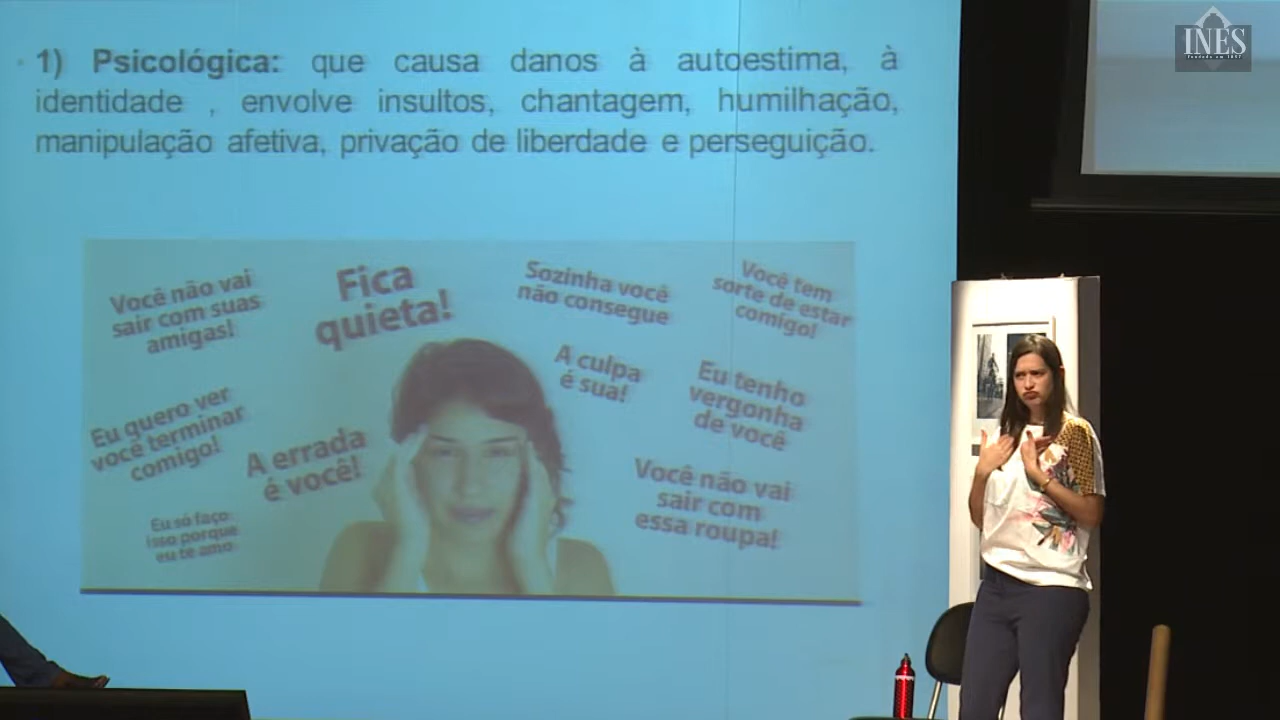 1) Psicológica: que causa danos à autoestima, à
identidade , envolve insultos, chantagem, humilhação,
manipulação afetiva, privação de liberdade e perseguição.
Você não vai
sair com suas
amigas!
Fica
quieta!
Sozinha você
não consegue
Você tem
sorte de estar
comigo!
A culpa
é sua!
Eu tenho
vergonha
de você
Eu quero ver
você terminar
comigo!
A errada
é você!
Você não vai
sair com
essa roupa!
Eu só faço
isso porque
eu te amo
INES
fundado em 1857